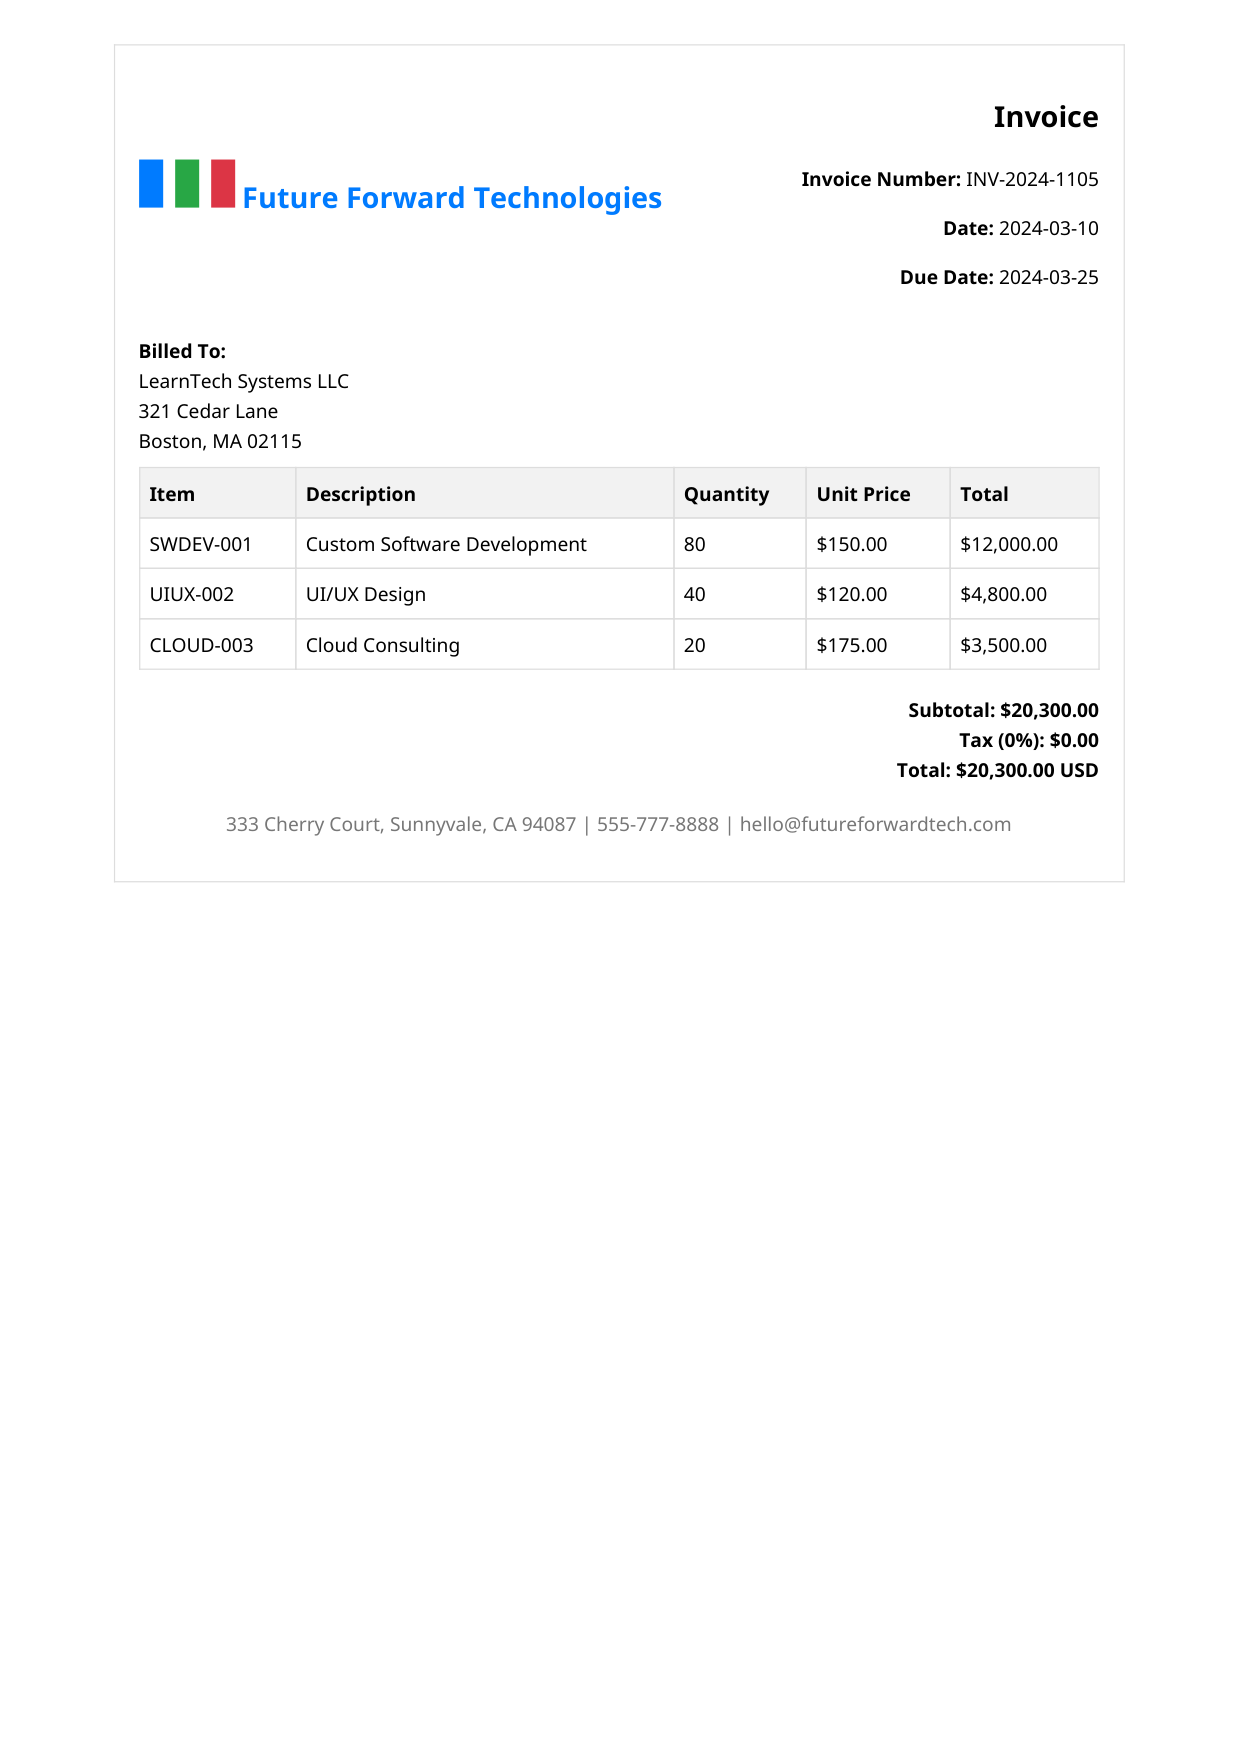 Invoice
Future Forward Technologies
Invoice Number: INV-2024-1105
Date: 2024-03-10
Due Date: 2024-03-25
Billed To:
LearnTech Systems LLC
321 Cedar Lane
Boston, MA 02115
Item Description Quantity Unit Price Total
SWDEV-001 Custom Software Development 80 $150.00 $12,000.00
UIUX-002 UI/UX Design 40 $120.00 $4,800.00
CLOUD-003 Cloud Consulting 20 $175.00 $3,500.00
Subtotal: $20,300.00
Tax (0%): $0.00
Total: $20,300.00 USD
333 Cherry Court, Sunnyvale, CA 94087 | 555-777-8888 | hello@futureforwardtech.com